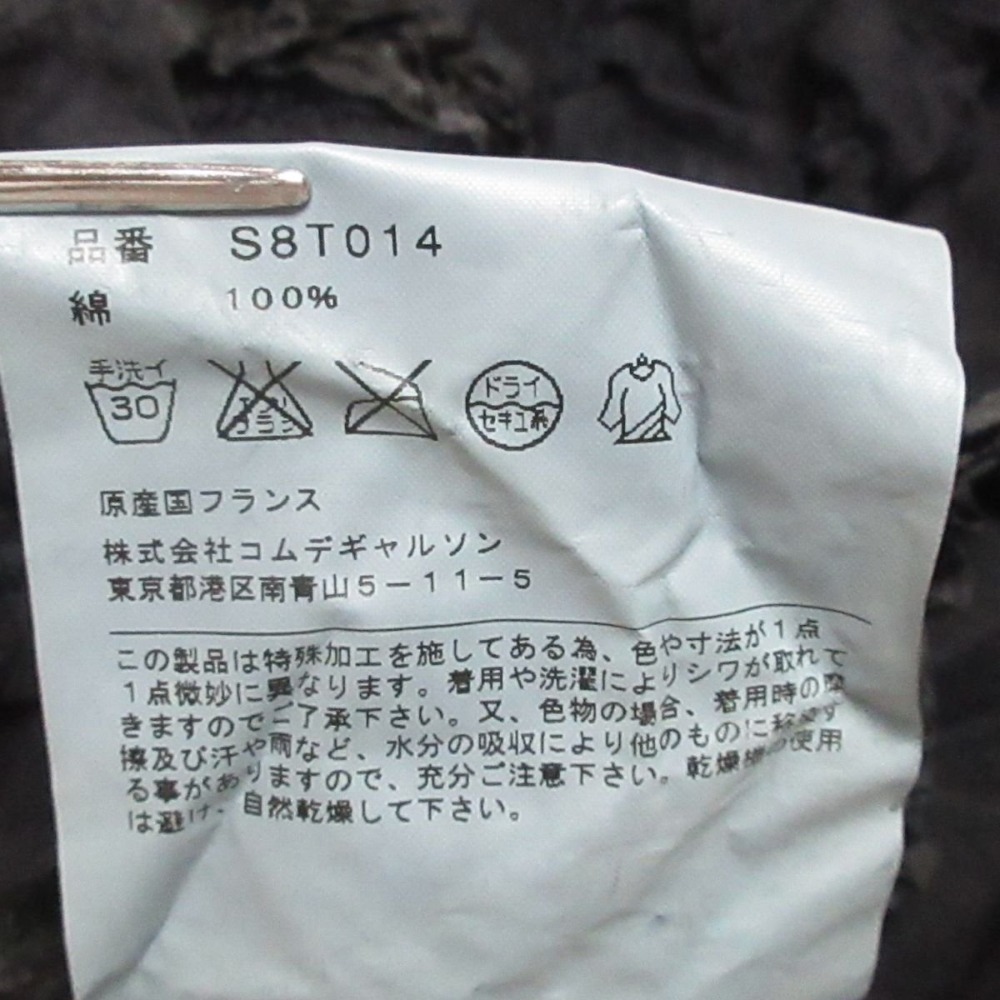 品番 S8T014
綿 100%
手洗イ
30
エンソ
サラシ
ドライ
セキユ系
原産国フランス
株式会社コムデギャルソン
東京都港区南青山5-11-5
この製品は特殊加工を施してある為、色や寸法が1点
1点微妙に異なります。着用や洗濯によりシワが取れて
きますのでご了承下さい。又、色物の場合、着用時の摩
擦及び汗や雨など、水分の吸収により他のものに移染す
る事がありますので、充分ご注意下さい。乾燥機の使用
は避け、自然乾燥して下さい。